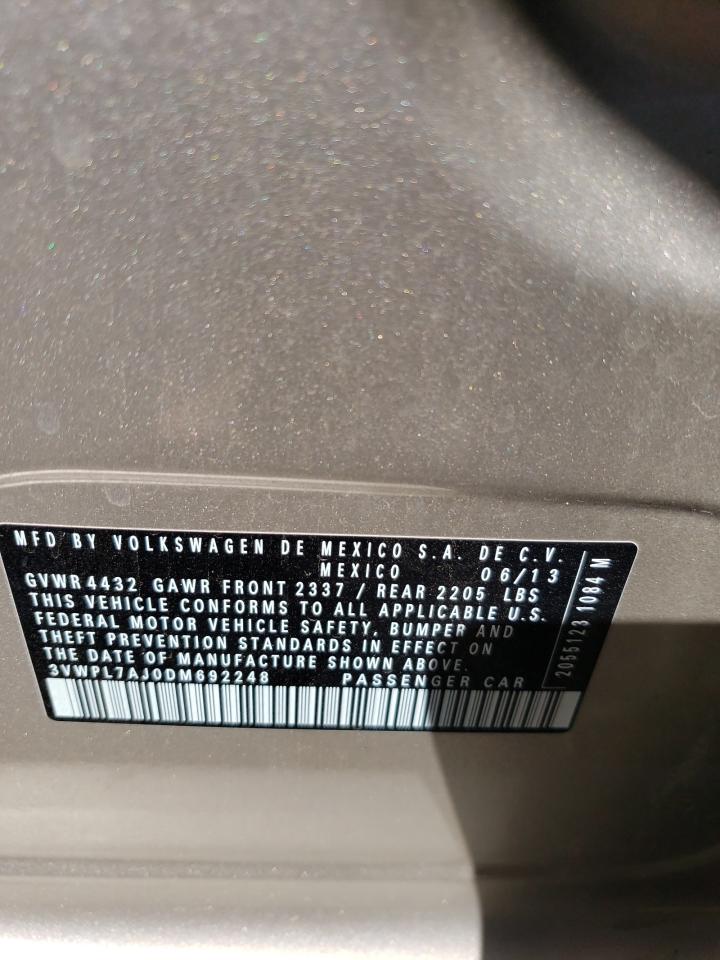 MFD BY VOLKSWAGEN DE MEXICO S.A. DE C.V.
MEXICO 06/13
GVWR 4432 GAWR FRONT 2337 / REAR 2205 LBS
THIS VEHICLE CONFORMS TO ALL APPLICABLE U.S.
FEDERAL MOTOR VEHICLE SAFETY, BUMPER AND
THEFT PREVENTION STANDARDS IN EFFECT ON
THE DATE OF MANUFACTURE SHOWN ABOVE.
3VWPL7AJ0DM692248 PASSENGER CAR
2055123 1084 M